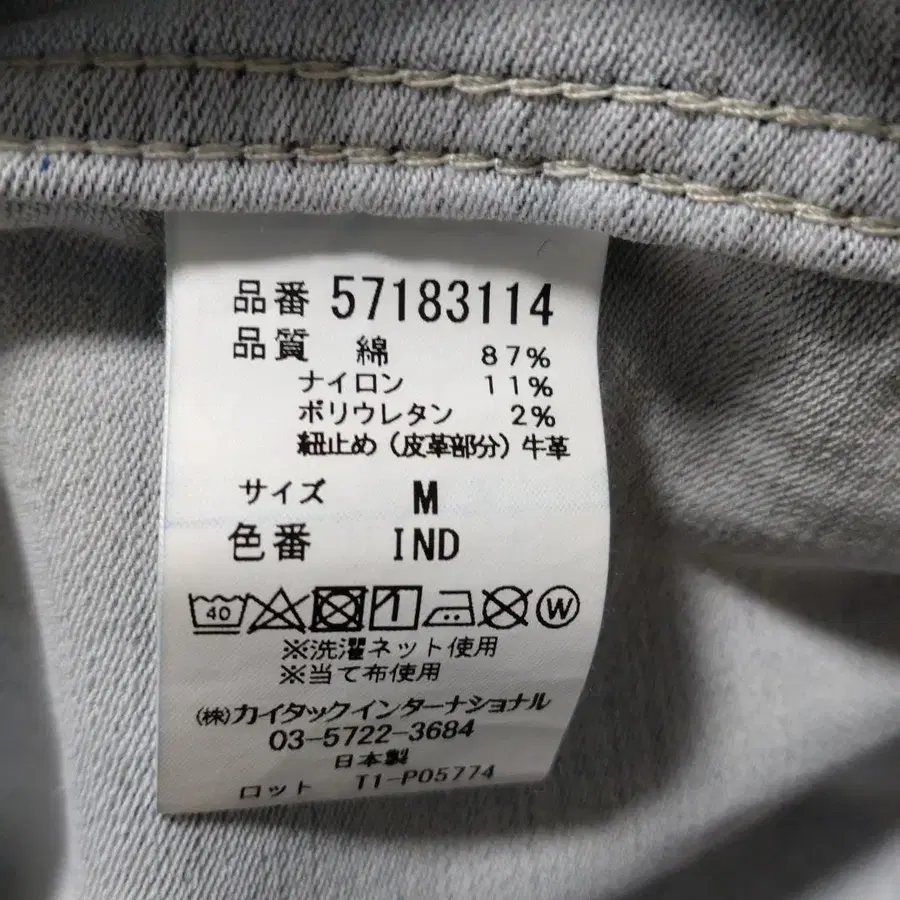 品番 57183114
品質 綿 87%
ナイロン 11%
ポリウレタン 2%
紐止め（皮革部分）牛革
サイズ M
色番 IND
40 W
※洗濯ネット使用
※当て布使用
(株)カイタックインターナショナル
03-5722-3684
日本製
ロット T1-P05774